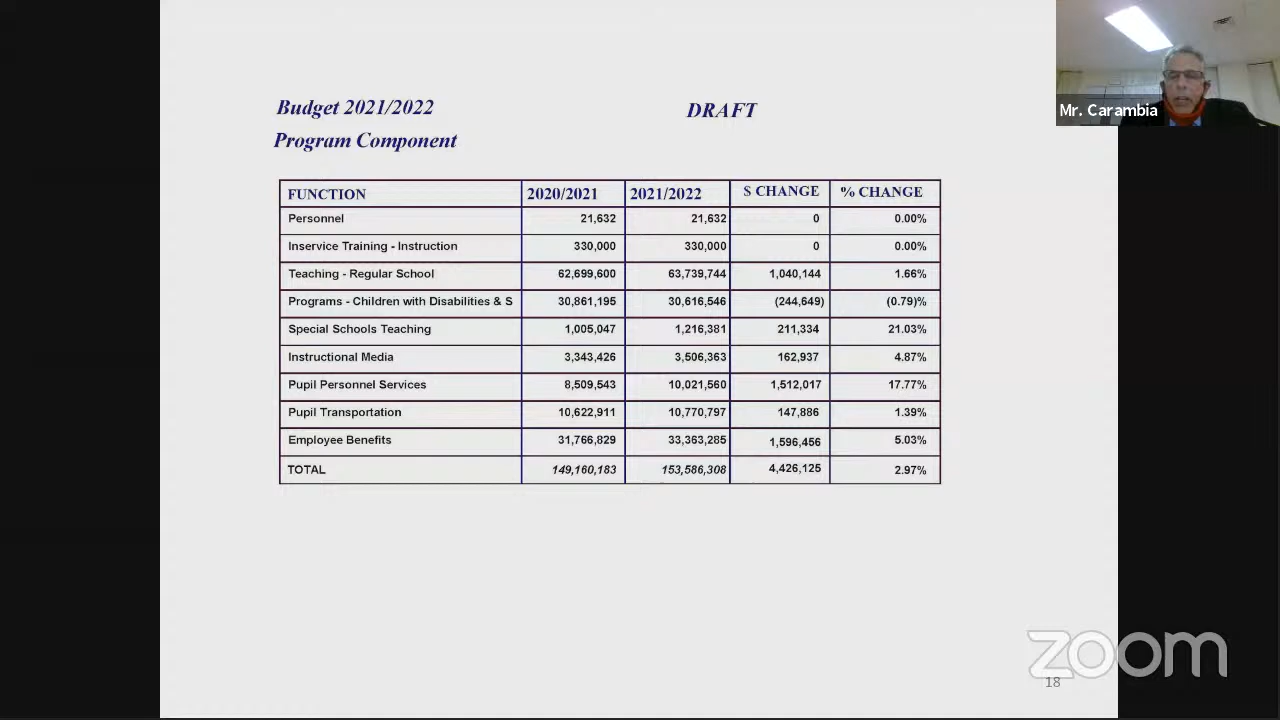 Budget 2021/2022 DRAFT
Program Component
Mr. Carambia
FUNCTION 2020/2021 2021/2022 $ CHANGE % CHANGE
Personnel 21,632 21,632 0 0.00%
Inservice Training - Instruction 330,000 330,000 0 0.00%
Teaching - Regular School 62,699,600 63,739,744 1,040,144 1.66%
Programs - Children with Disabilities & S 30,861,195 30,616,546 (244,649) (0.79)%
Special Schools Teaching 1,005,047 1,216,381 211,334 21.03%
Instructional Media 3,343,426 3,506,363 162,937 4.87%
Pupil Personnel Services 8,509,543 10,021,560 1,512,017 17.77%
Pupil Transportation 10,622,911 10,770,797 147,886 1.39%
Employee Benefits 31,766,829 33,363,285 1,596,456 5.03%
TOTAL 149,160,183 153,586,308 4,426,125 2.97%
zoom
18